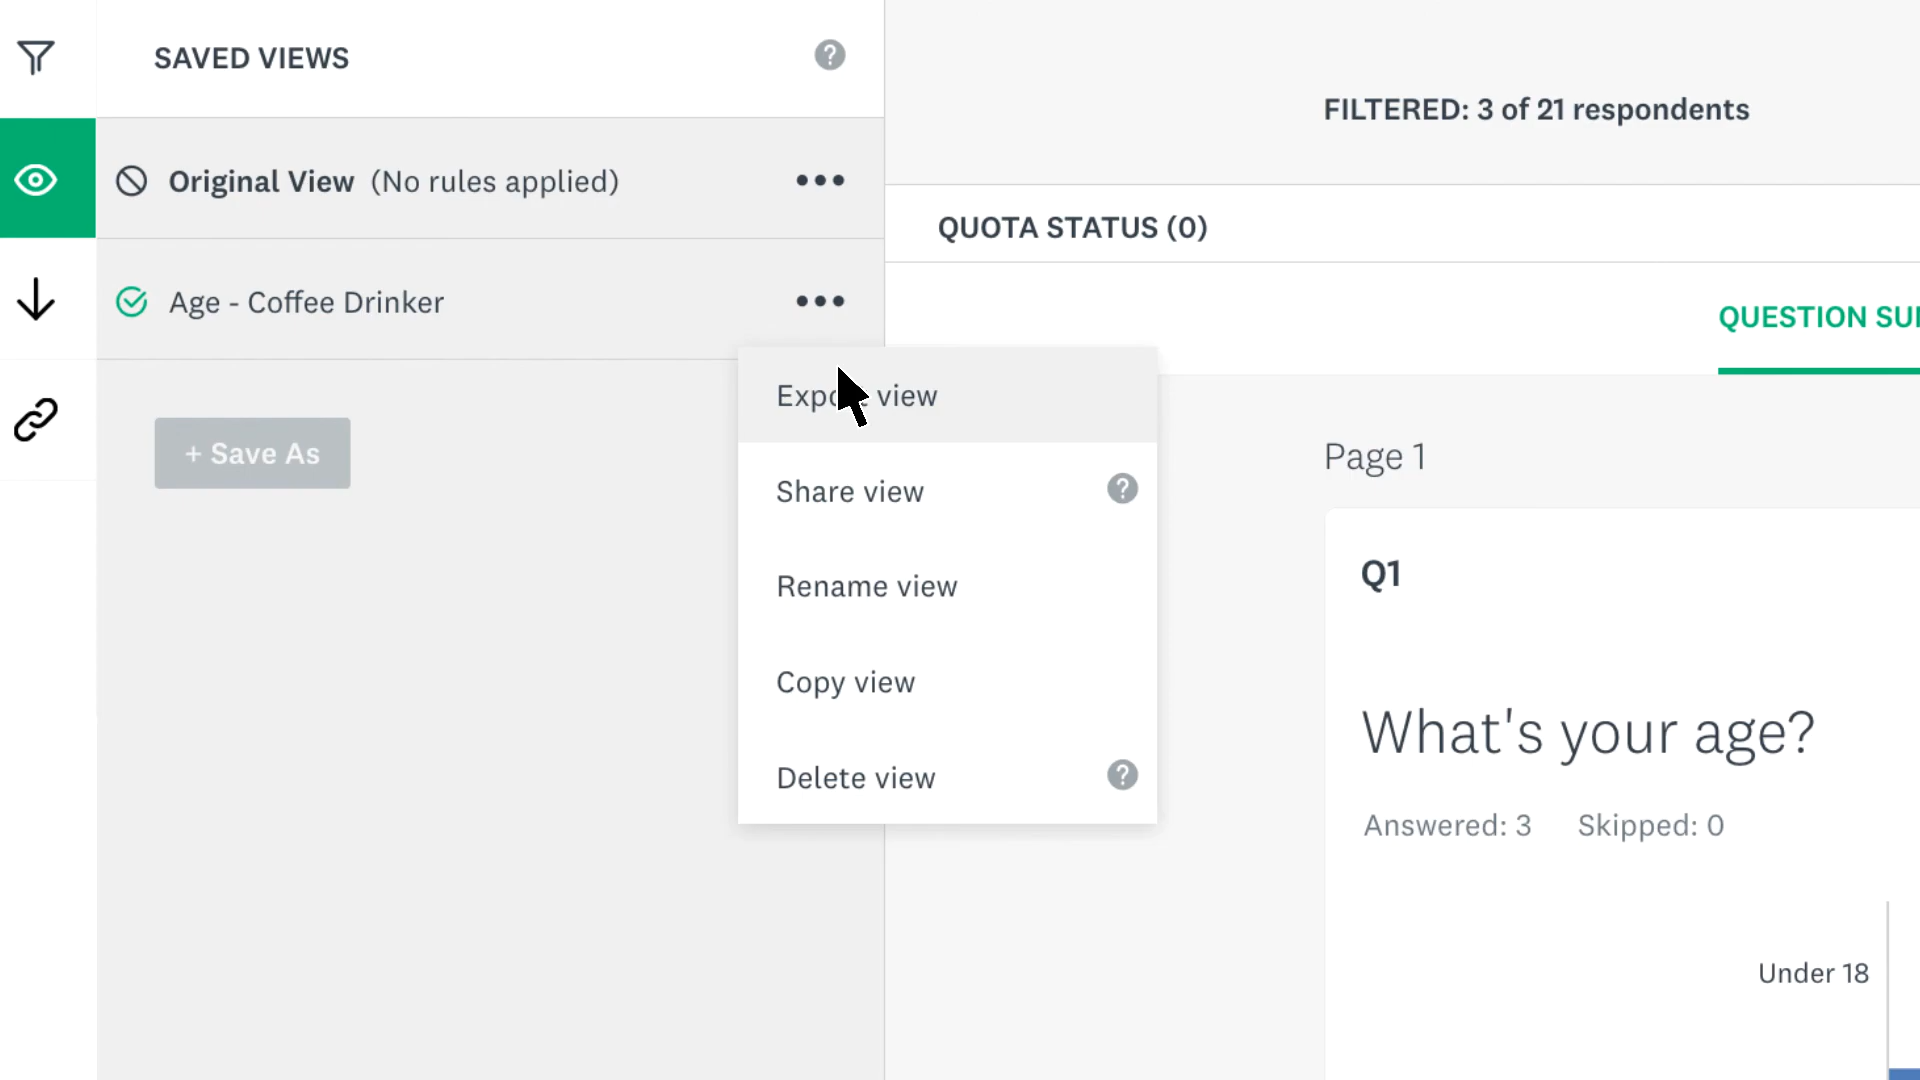 SAVED VIEWS
?
FILTERED: 3 of 21 respondents
Original View (No rules applied)
QUOTA STATUS (0)
Age - Coffee Drinker
QUESTION SU
Export view
+ Save As
Page 1
Share view
?
Q1
Rename view
Copy view
What's your age?
Delete view
?
Answered: 3 Skipped: 0
Under 18